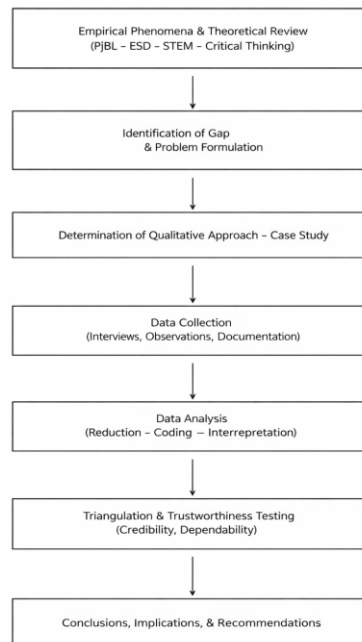 Empirical Phenomena & Theoretical Review
(PjBL – ESD – STEM – Critical Thinking)
Identification of Gap
& Problem Formulation
Determination of Qualitative Approach – Case Study
Data Collection
(Interviews, Observations, Documentation)
Data Analysis
(Reduction – Coding – Interrepretation)
Triangulation & Trustworthiness Testing
(Credibility, Dependability)
Conclusions, Implications, & Recommendations